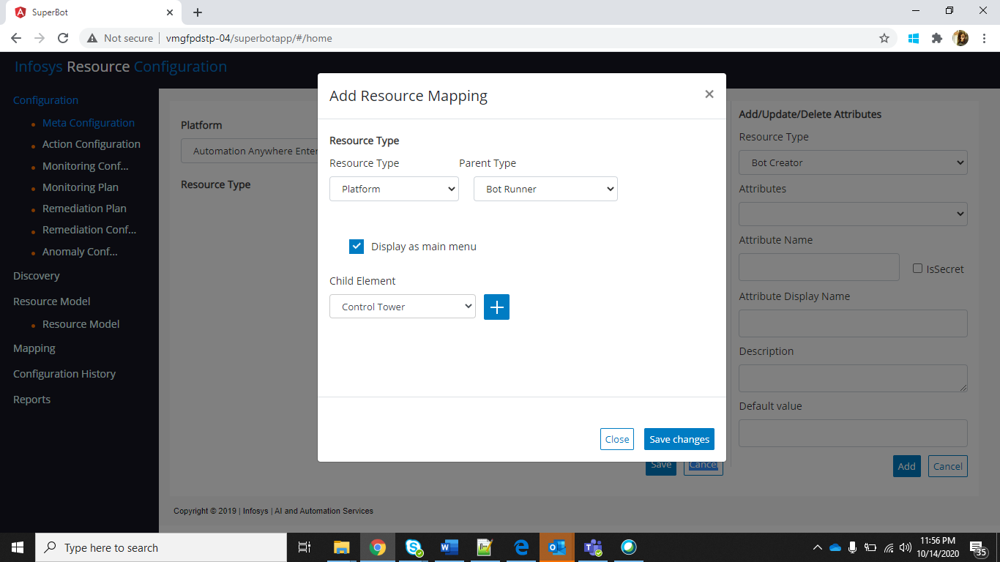 SuperBot
Not secure
vmgfpdstp-04/superbotapp/#/home
Infosys Resource Configuration
Configuration
Meta Configuration
Action Configuration
Monitoring Conf...
Monitoring Plan
Remediation Plan
Remediation Conf...
Anomaly Conf...
Discovery
Resource Model
Resource Model
Mapping
Configuration History
Reports
Platform
Automation Anywhere Enter
Resource Type
Add Resource Mapping
×
Resource Type
Resource Type Parent Type
Platform Bot Runner
Display as main menu
Child Element
Control Tower
Close Save changes
Save Cancel
Add/Update/Delete Attributes
Resource Type
Bot Creator
Attributes
Attribute Name
IsSecret
Attribute Display Name
Description
Default value
Add Cancel
Copyright © 2019 | Infosys | AI and Automation Services
Type here to search
11:56 PM
10/14/2020
35